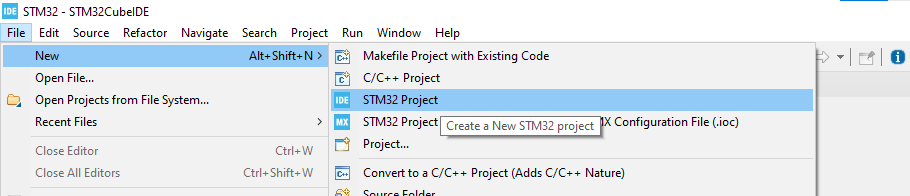 IDE STM32 - STM32CubeIDE
File Edit Source Refactor Navigate Search Project Run Window Help
New Alt+Shift+N >
Open File...
Open Projects from File System...
Recent Files >
Close Editor Ctrl+W
Close All Editors Ctrl+Shift+W
Makefile Project with Existing Code
C/C++ Project
IDE STM32 Project
MX STM32 Project MX Configuration File (.ioc)
Create a New STM32 project
Project...
Convert to a C/C++ Project (Adds C/C++ Nature)
Source Folder